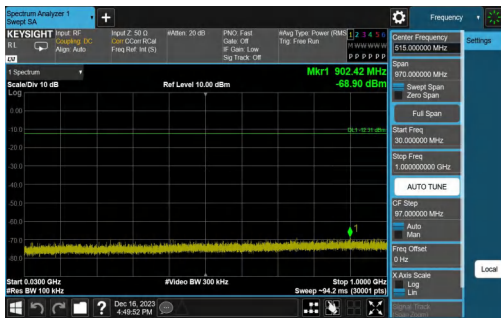 Spectrum Analyzer 1
Swept SA
Frequency
KEYSIGHT
RL
Input: RF
Coupling: DC
Align: Auto
Input Z: 50 Ω
Corr CCorr RCal
Freq Ref: Int (S)
#Atten: 20 dB
PNO: Fast
Gate: Off
IF Gain: Low
Sig Track: Off
#Avg Type: Power (RMS
Trig: Free Run
1 2 3 4 5 6
M W W W W W
P P P P P P
LXI
1 Spectrum
Scale/Div 10 dB
Log
Ref Level 10.00 dBm
Mkr1 902.42 MHz
-68.90 dBm
0.00
-10.0
-20.0
-30.0
-40.0
-50.0
-60.0
-70.0
-80.0
1
Start 0.0300 GHz
#Res BW 100 kHz
#Video BW 300 kHz
Stop 1.0000 GHz
Sweep ~94.2 ms (30001 pts)
Dec 16, 2023
4:49:52 PM
Center Frequency
515.000000 MHz
Span
970.000000 MHz
Swept Span
Zero Span
Full Span
Start Freq
30.000000 MHz
Stop Freq
1.000000000 GHz
AUTO TUNE
CF Step
97.000000 MHz
Auto
Man
Freq Offset
0 Hz
X Axis Scale
Log
Lin
Signal Track
Settings
Local